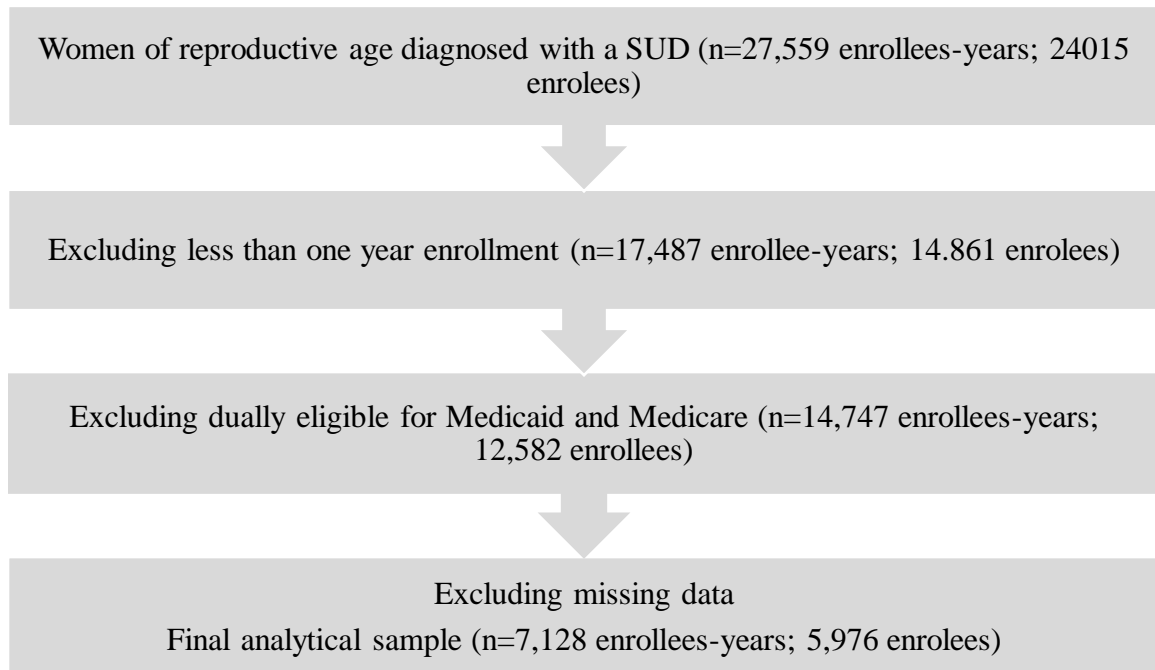 Women of reproductive age diagnosed with a SUD (n=27,559 enrollees-years; 24015
enrolees)
Excluding less than one year enrollment (n=17,487 enrollee-years; 14.861 enrolees)
Excluding dually eligible for Medicaid and Medicare (n=14,747 enrollees-years;
12,582 enrollees)
Excluding missing data
Final analytical sample (n=7,128 enrollees-years; 5,976 enrolees)